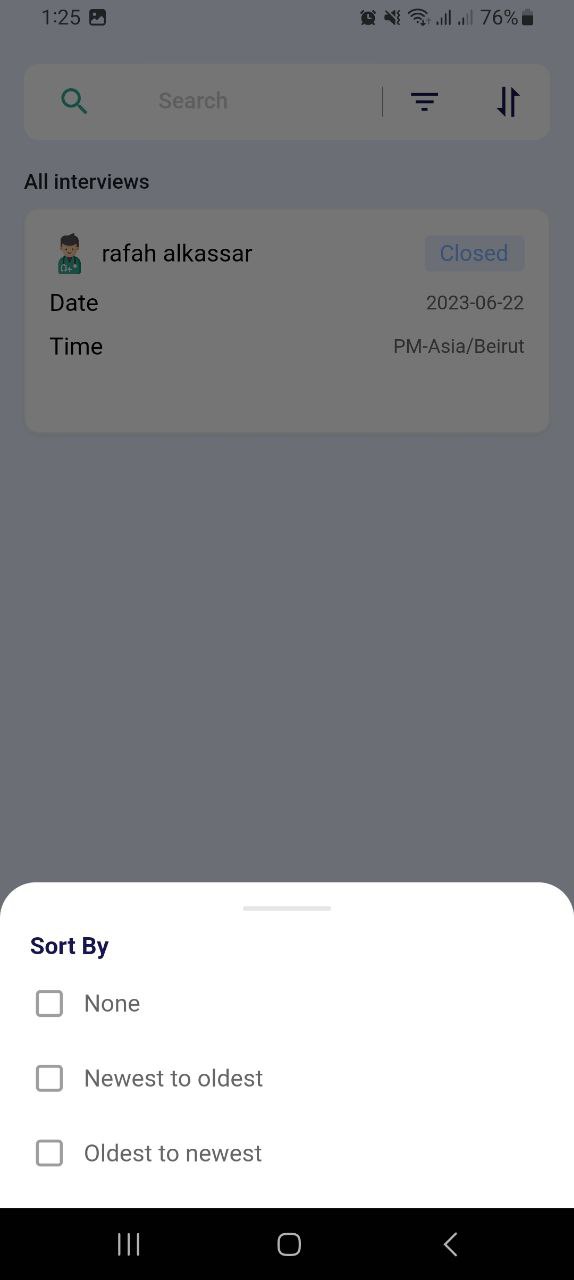 1:25 76%
Search
All interviews
rafah alkassar Closed
Date 2023-06-22
Time PM-Asia/Beirut
Sort By
None
Newest to oldest
Oldest to newest